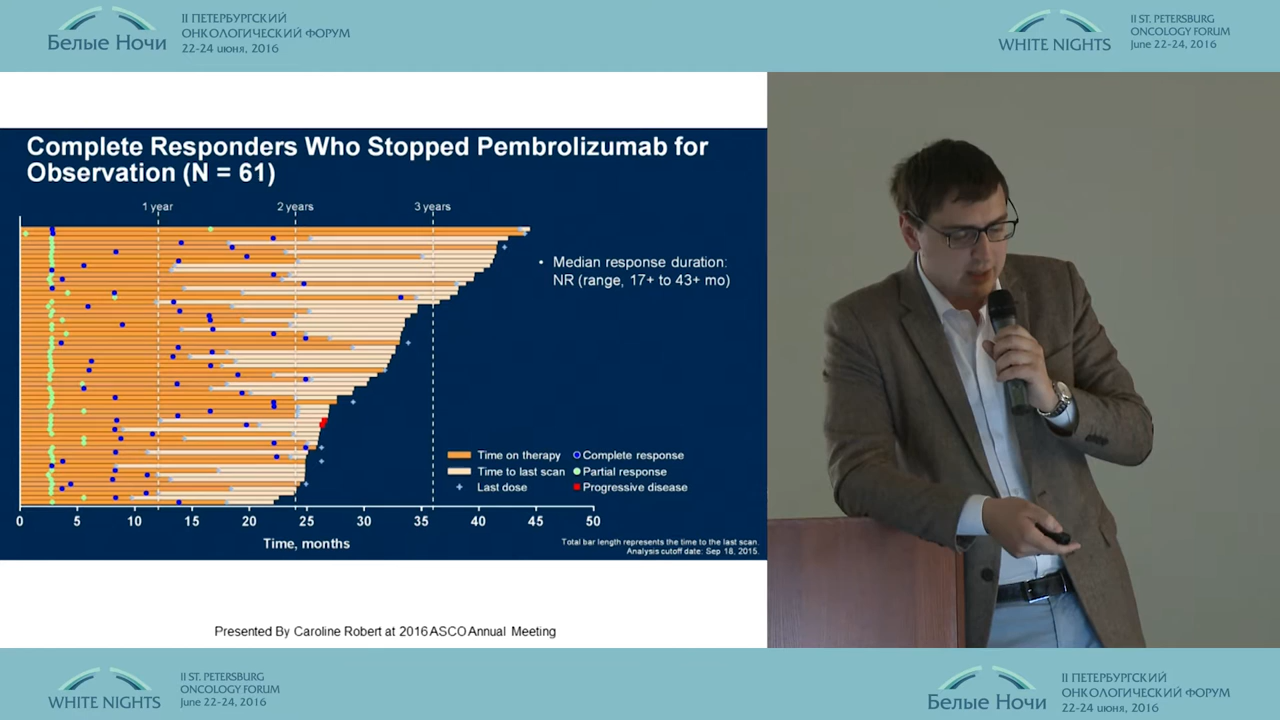 Белые Ночи
II ПЕТЕРБУРГСКИЙ
ОНКОЛОГИЧЕСКИЙ ФОРУМ
22-24 июня, 2016
WHITE NIGHTS
II ST. PETERSBURG
ONCOLOGY FORUM
June 22-24, 2016
Complete Responders Who Stopped Pembrolizumab for
Observation (N = 61)
1 year
2 years
3 years
• Median response duration:
NR (range, 17+ to 43+ mo)
Time on therapy
Complete response
Time to last scan
Partial response
Last dose
Progressive disease
0 5 10 15 20 25 30 35 40 45 50
Time, months
Total bar length represents the time to the last scan.
Analysis cutoff date: Sep 18, 2015.
Presented By Caroline Robert at 2016 ASCO Annual Meeting
WHITE NIGHTS
II ST. PETERSBURG
ONCOLOGY FORUM
June 22-24, 2016
Белые Ночи
II ПЕТЕРБУРГСКИЙ
ОНКОЛОГИЧЕСКИЙ ФОРУМ
22-24 июня, 2016